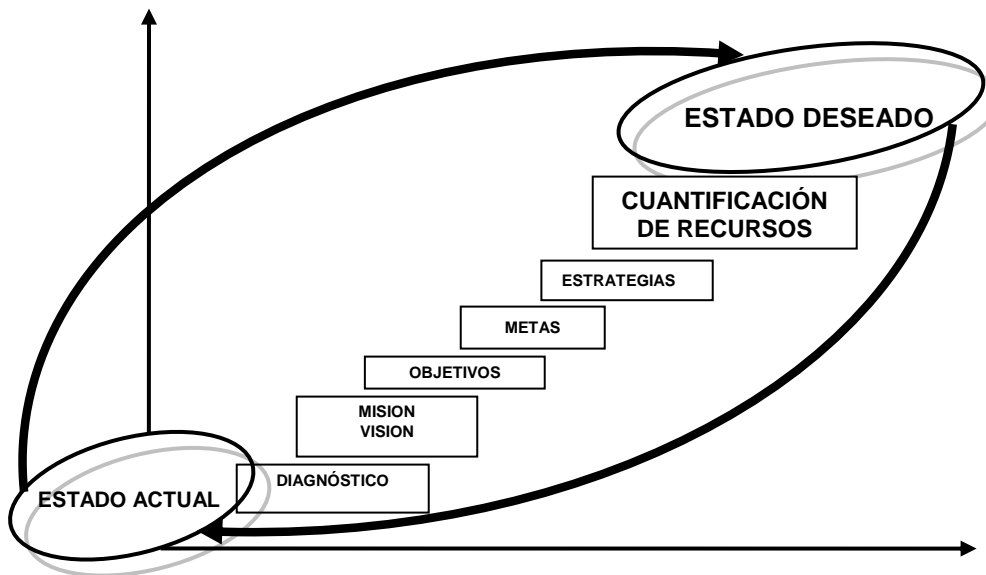 ESTADO DESEADO
CUANTIFICACIÓN
DE RECURSOS
ESTRATEGIAS
METAS
OBJETIVOS
MISION
VISION
DIAGNÓSTICO
ESTADO ACTUAL